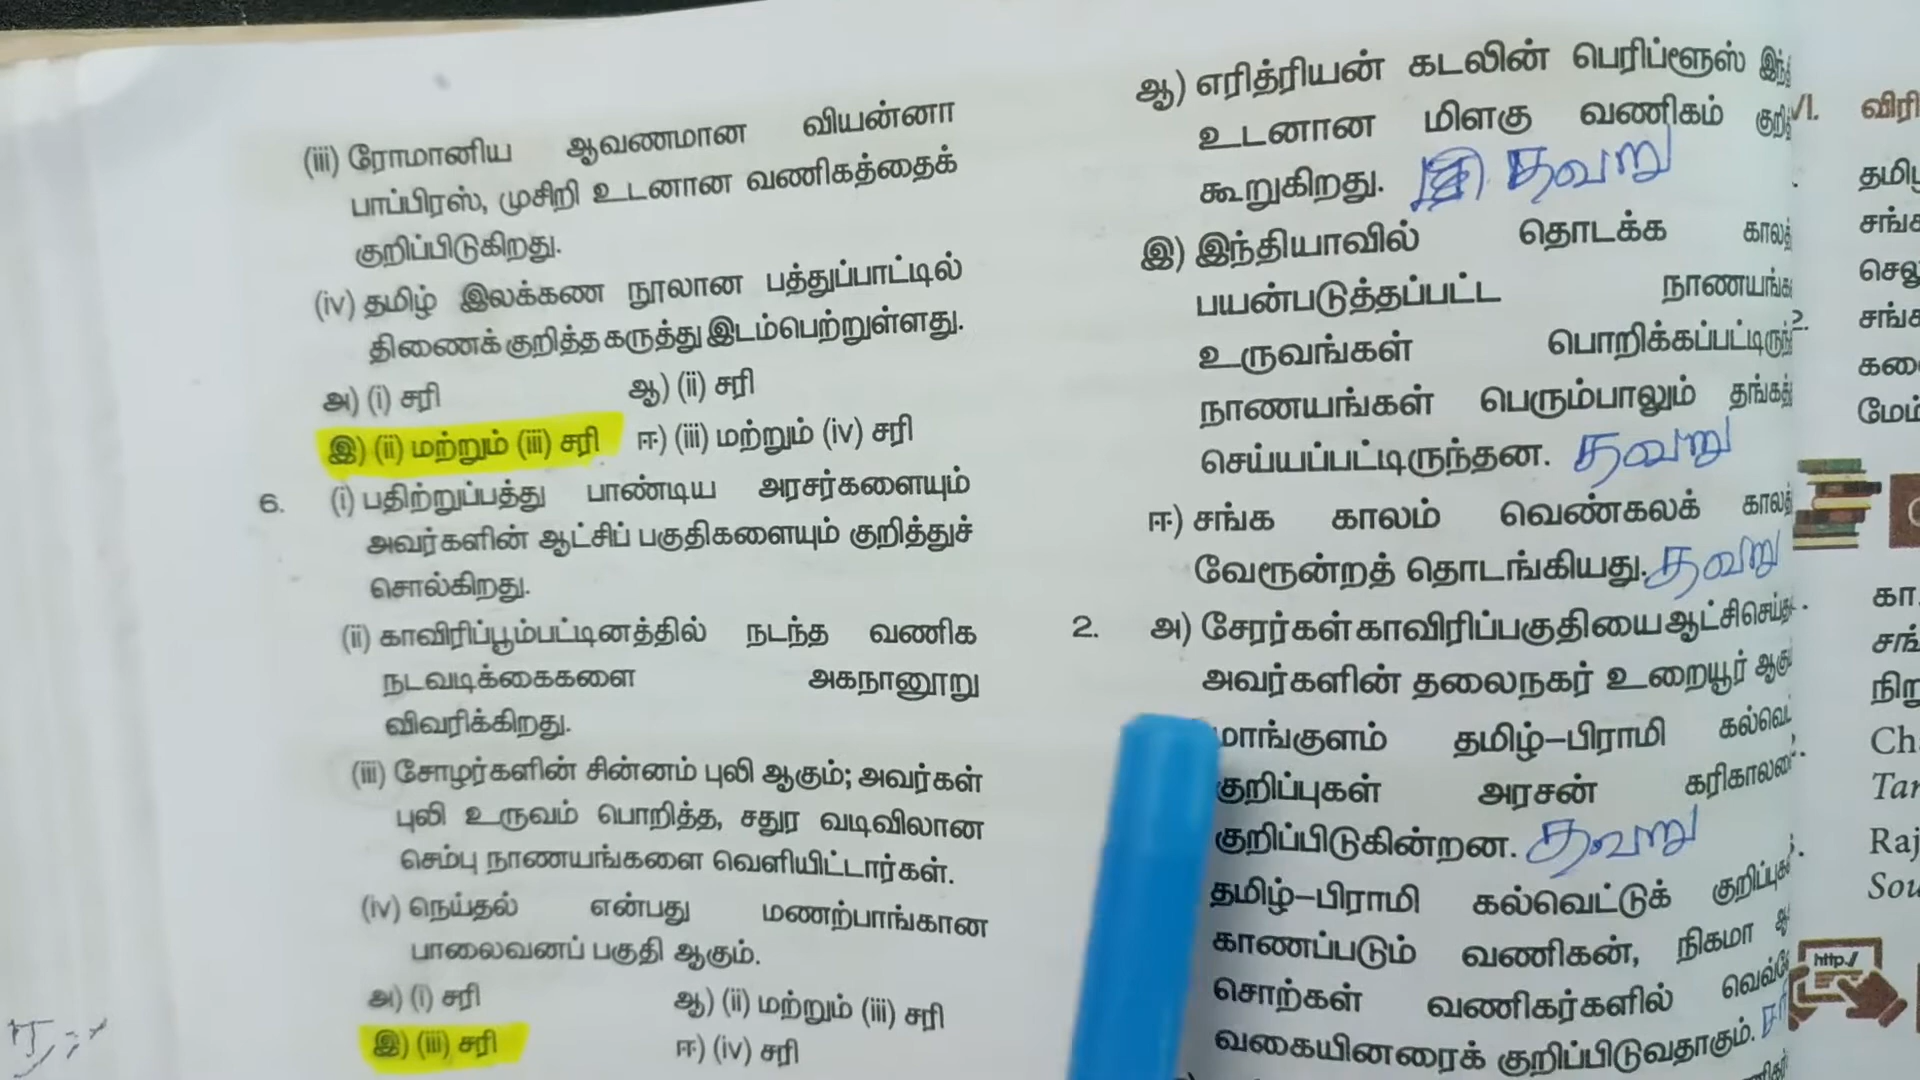 (iii) ரோமானிய ஆவணமான வியன்னா
பாப்பிரஸ், முசிறி உடனான வணிகத்தைக்
குறிப்பிடுகிறது.
(iv) தமிழ் இலக்கண நூலான பத்துப்பாட்டில்
திணைக் குறித்த கருத்து இடம்பெற்றுள்ளது.
அ) (i) சரி ஆ) (ii) சரி
இ) (ii) மற்றும் (iii) சரி ஈ) (iii) மற்றும் (iv) சரி
6. (i) பதிற்றுப்பத்து பாண்டிய அரசர்களையும்
அவர்களின் ஆட்சிப் பகுதிகளையும் குறித்துச்
சொல்கிறது.
(ii) காவிரிப்பூம்பட்டினத்தில் நடந்த வணிக
நடவடிக்கைகளை அகநானூறு
விவரிக்கிறது.
(iii) சோழர்களின் சின்னம் புலி ஆகும்; அவர்கள்
புலி உருவம் பொறித்த, சதுர வடிவிலான
செம்பு நாணயங்களை வெளியிட்டார்கள்.
(iv) நெய்தல் என்பது மணற்பாங்கான
பாலைவனப் பகுதி ஆகும்.
அ) (i) சரி ஆ) (ii) மற்றும் (iii) சரி
இ) (iii) சரி ஈ) (iv) சரி
ஆ) எரித்ரியன் கடலின் பெரிப்ளூஸ்
உடனான மிளகு வணிகம்
கூறுகிறது. தவறு
இ) இந்தியாவில் தொடக்க
பயன்படுத்தப்பட்ட
உருவங்கள்
நாணயங்கள் பெரும்பாலும்
செய்யப்பட்டிருந்தன. தவறு
ஈ) சங்க காலம் வெண்கலக்
வேரூன்றத் தொடங்கியது. தவறு
2. அ) சேரர்கள் காவிரிப்பகுதியை
அவர்களின் தலைநகர் உறையூர்
மாங்குளம் தமிழ்–பிராமி
குறிப்புகள் அரசன்
குறிப்பிடுகின்றன. தவறு
தமிழ்–பிராமி கல்வெட்டுக்
காணப்படும் வணிகன், நிகமா
சொற்கள் வணிகர்களில்
வகையினரைக் குறிப்பிடுவதாகும்.
http://